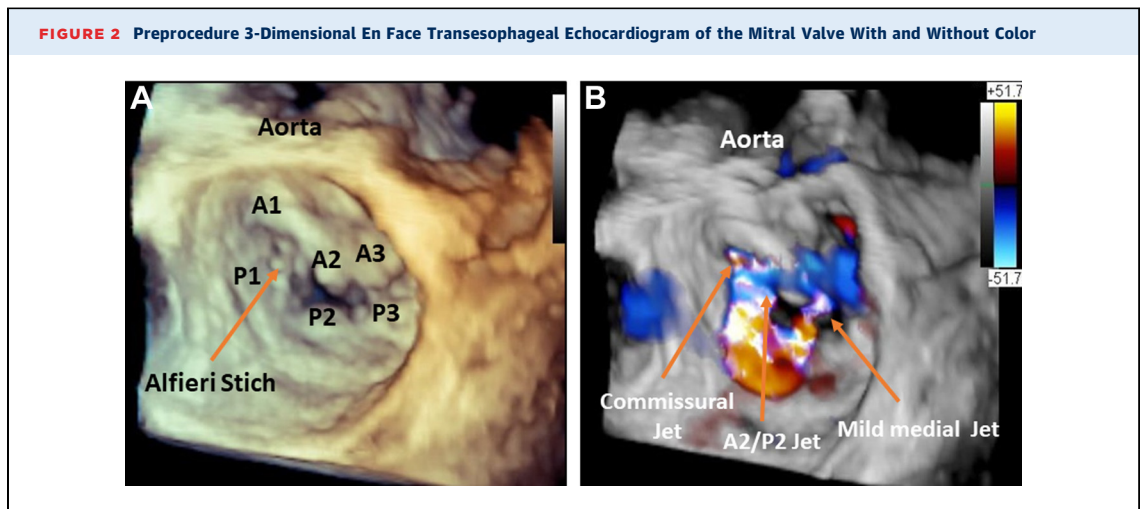 FIGURE 2 Preprocedure 3-Dimensional En Face Transesophageal Echocardiogram of the Mitral Valve With and Without Color
A
Aorta
A1
A2
A3
P1
P2
P3
Alfieri Stich
B
+51.7
Aorta
-51.7
Commissural
Jet
A2/P2 Jet
Mild medial Jet